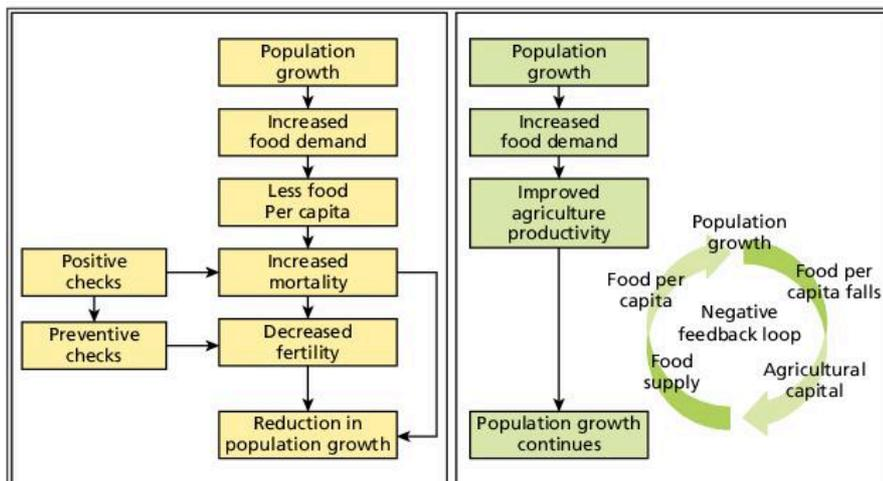 Population
growth
Increased
food demand
Less food
Per capita
Positive
checks
Increased
mortality
Preventive
checks
Decreased
fertility
Reduction in
population growth
Population
growth
Increased
food demand
Improved
agriculture
productivity
Population growth
continues
Population
growth
Food per
capita falls
Agricultural
capital
Food
supply
Food per
capita
Negative
feedback loop